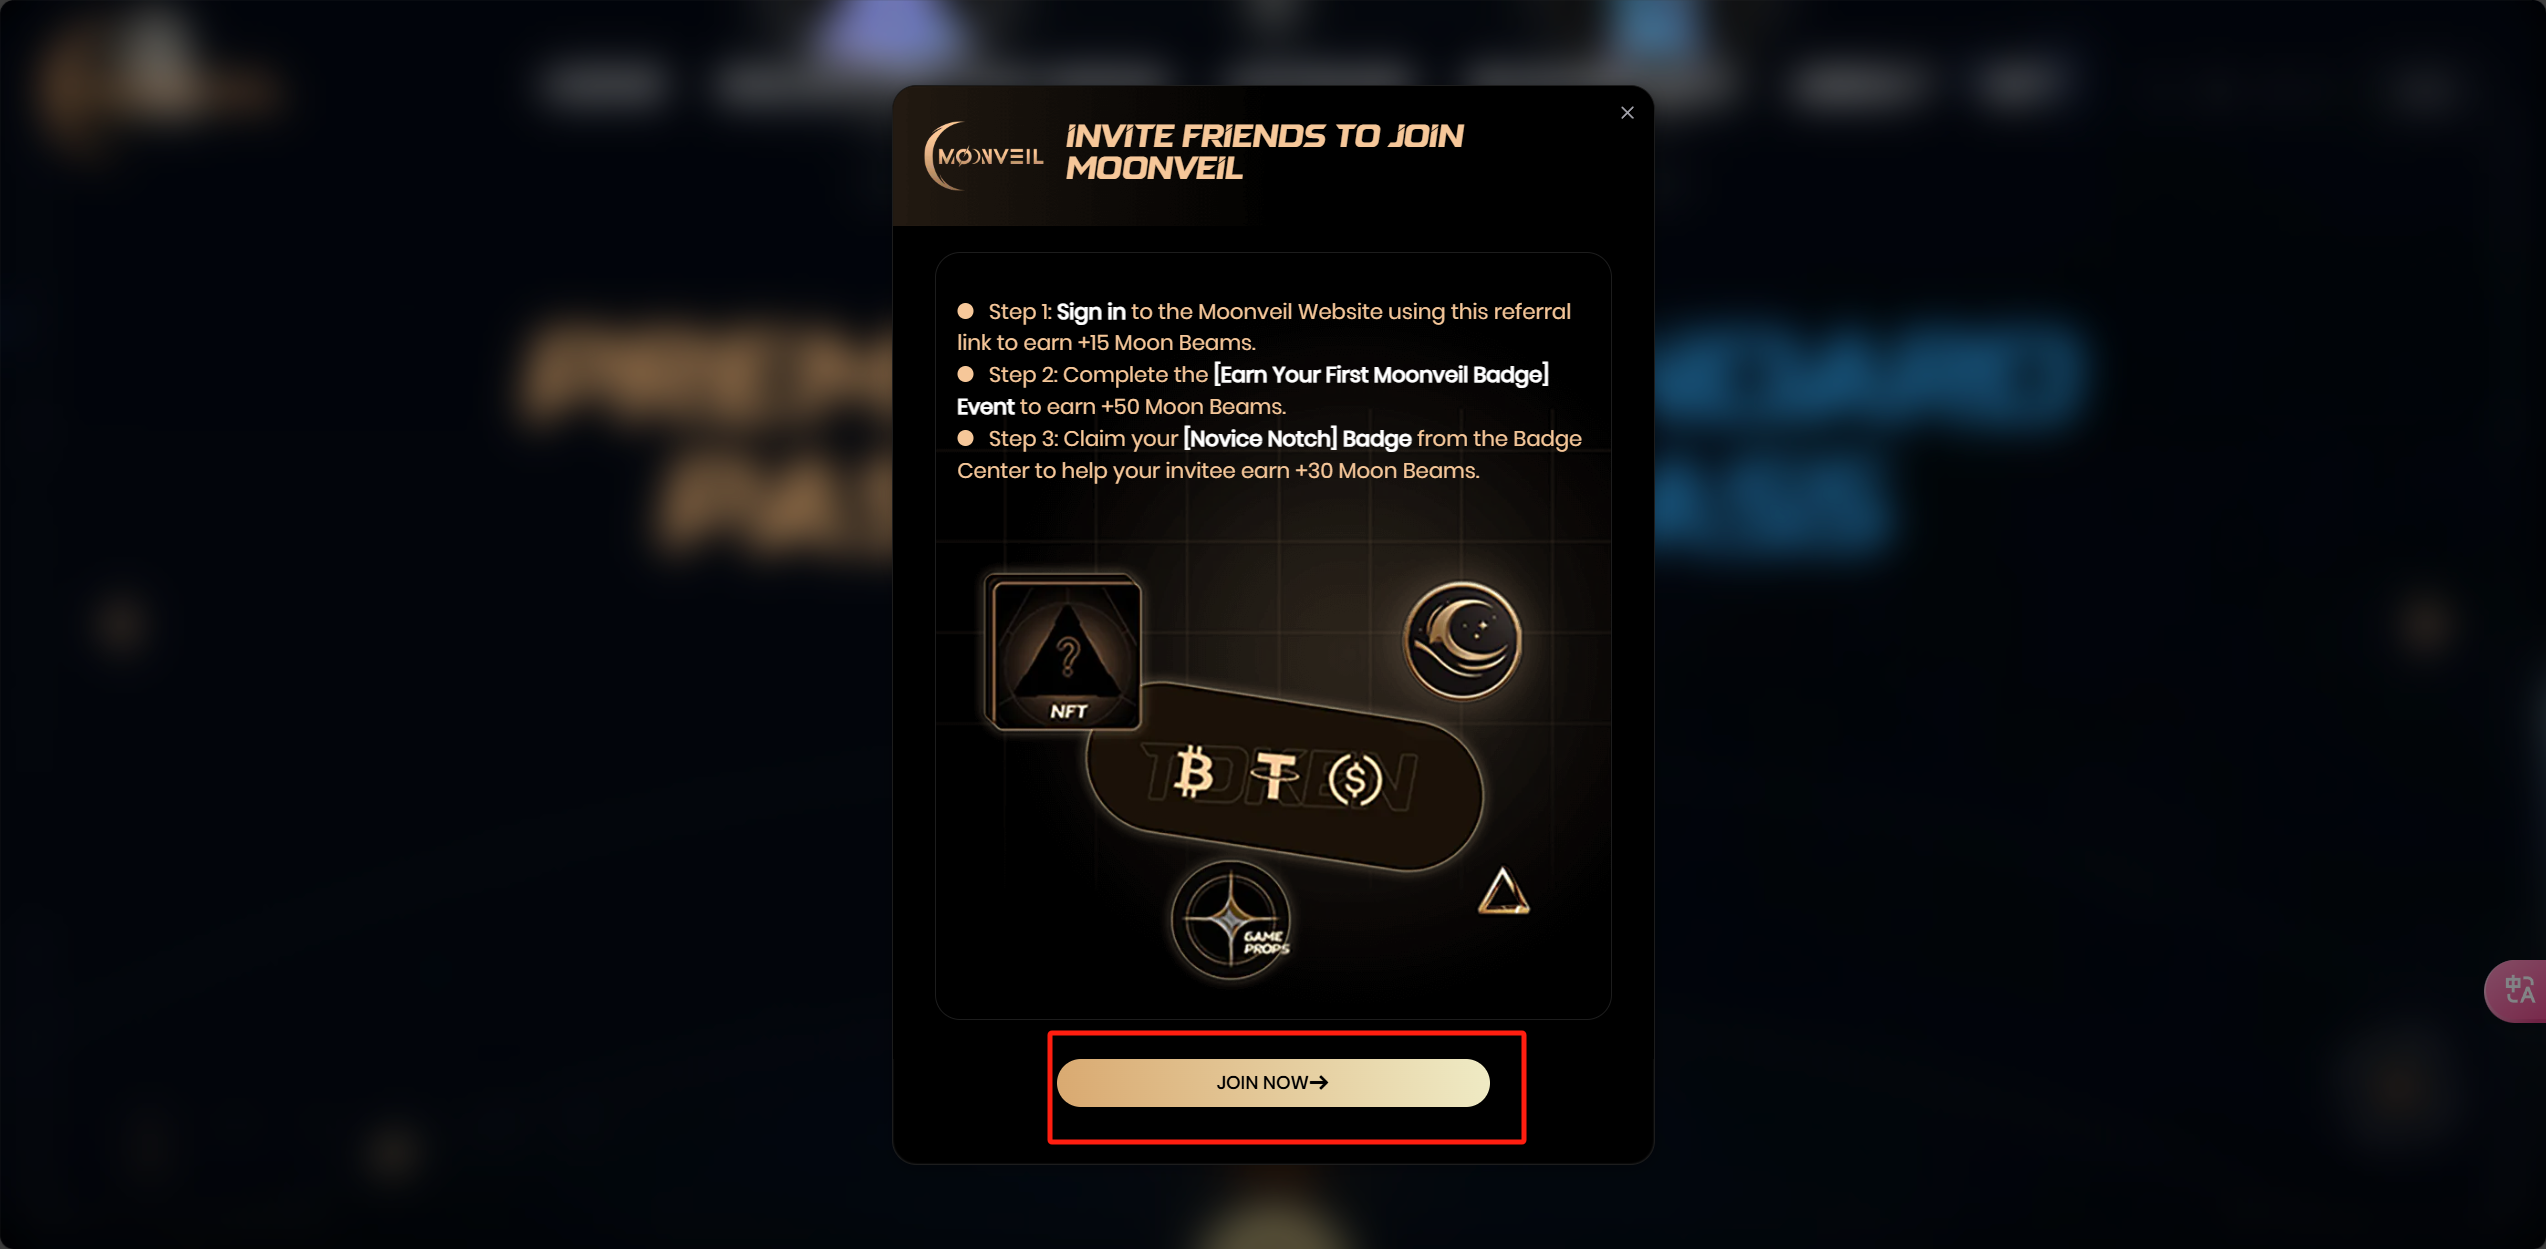 MOONVEIL
INVITE FRIENDS TO JOIN
MOONVEIL
Step 1: Sign in to the Moonveil Website using this referral
link to earn +15 Moon Beams.
Step 2: Complete the [Earn Your First Moonveil Badge]
Event to earn +50 Moon Beams.
Step 3: Claim your [Novice Notch] Badge from the Badge
Center to help your invitee earn +30 Moon Beams.
?
NFT
TOKEN
GAME
PROPS
JOIN NOW→
中A